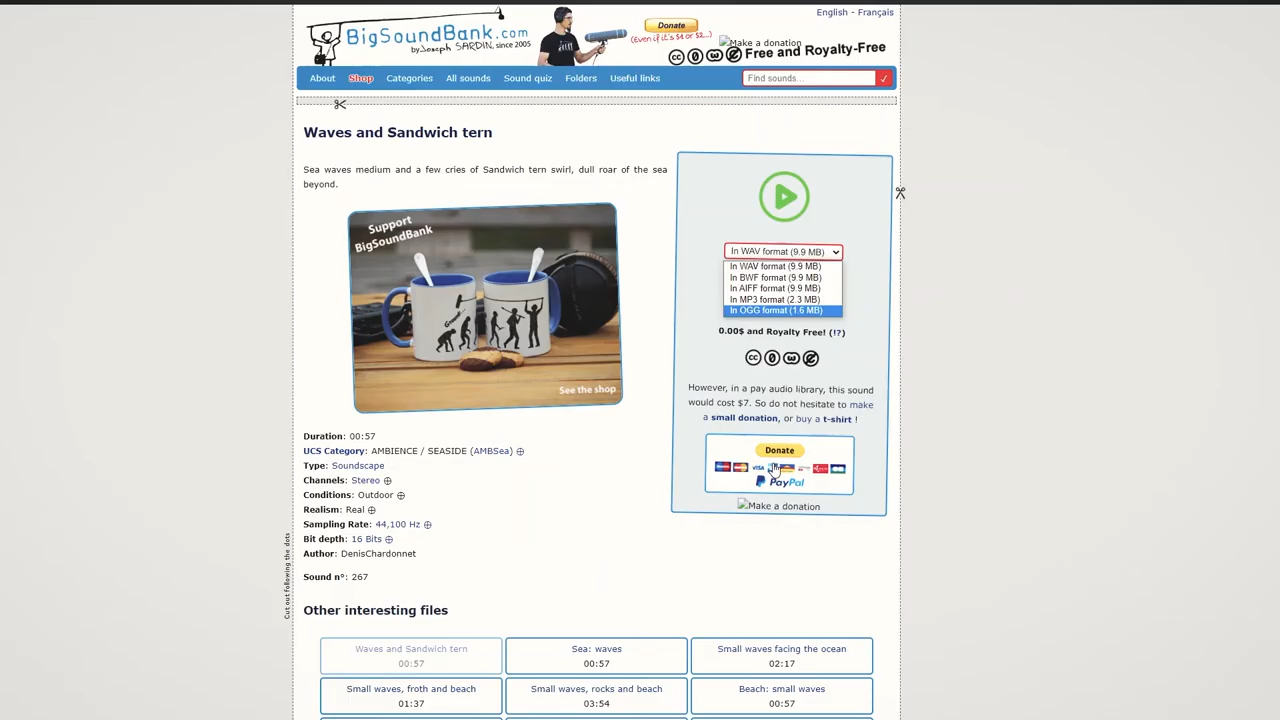 English - Français
BigSoundBank.com
by Joseph SARDIN, since 2005
Donate
(Even if it's $1 or $2...)
Make a donation
Free and Royalty-Free
About
Shop
Categories
All sounds
Sound quiz
Folders
Useful links
Find sounds...
Waves and Sandwich tern
Sea waves medium and a few cries of Sandwich tern swirl, dull roar of the sea
beyond.
Support
BigSoundBank
See the shop
In WAV format (9.9 MB)
In WAV format (9.9 MB)
In BWF format (9.9 MB)
In AIFF format (9.9 MB)
In MP3 format (2.3 MB)
In OGG format (1.6 MB)
0.00$ and Royalty Free! (!?)
However, in a pay audio library, this sound
would cost $7. So do not hesitate to make
a small donation, or buy a t-shirt !
Donate
VISA
PayPal
Make a donation
Duration: 00:57
UCS Category: AMBIENCE / SEASIDE (AMBSea)
Type: Soundscape
Channels: Stereo
Conditions: Outdoor
Realism: Real
Sampling Rate: 44,100 Hz
Bit depth: 16 Bits
Author: DenisChardonnet
Sound n°: 267
Cut out following the dots
Other interesting files
Waves and Sandwich tern
00:57
Sea: waves
00:57
Small waves facing the ocean
02:17
Small waves, froth and beach
01:37
Small waves, rocks and beach
03:54
Beach: small waves
00:57